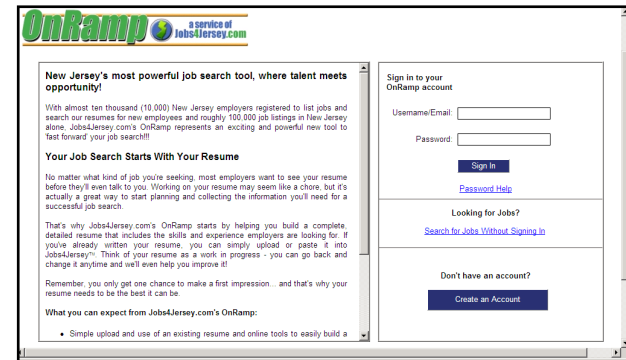 OnRamp
a service of
Jobs4Jersey.com
New Jersey's most powerful job search tool, where talent meets
opportunity!
With almost ten thousand (10,000) New Jersey employers registered to list jobs and
search our resumes for new employees and roughly 100,000 job listings in New Jersey
alone, Jobs4Jersey.com's OnRamp represents an exciting and powerful new tool to
'fast forward' your job search!!!
Your Job Search Starts With Your Resume
No matter what kind of job you're seeking, most employers want to see your resume
before they'll even talk to you. Working on your resume may seem like a chore, but it's
actually a great way to start planning and collecting the information you'll need for a
successful job search.
That's why Jobs4Jersey.com's OnRamp starts by helping you build a complete,
detailed resume that includes the skills and experience employers are looking for. If
you've already written your resume, you can simply upload or paste it into
Jobs4Jersey™. Think of your resume as a work in progress - you can go back and
change it anytime and we'll even help you improve it!
Remember, you only get one chance to make a first impression... and that's why your
resume needs to be the best it can be.
What you can expect from Jobs4Jersey.com's OnRamp:
• Simple upload and use of an existing resume and online tools to easily build a
Sign in to your
OnRamp account
Username/Email:
Password:
Sign In
Password Help
Looking for Jobs?
Search for Jobs Without Signing In
Don't have an account?
Create an Account